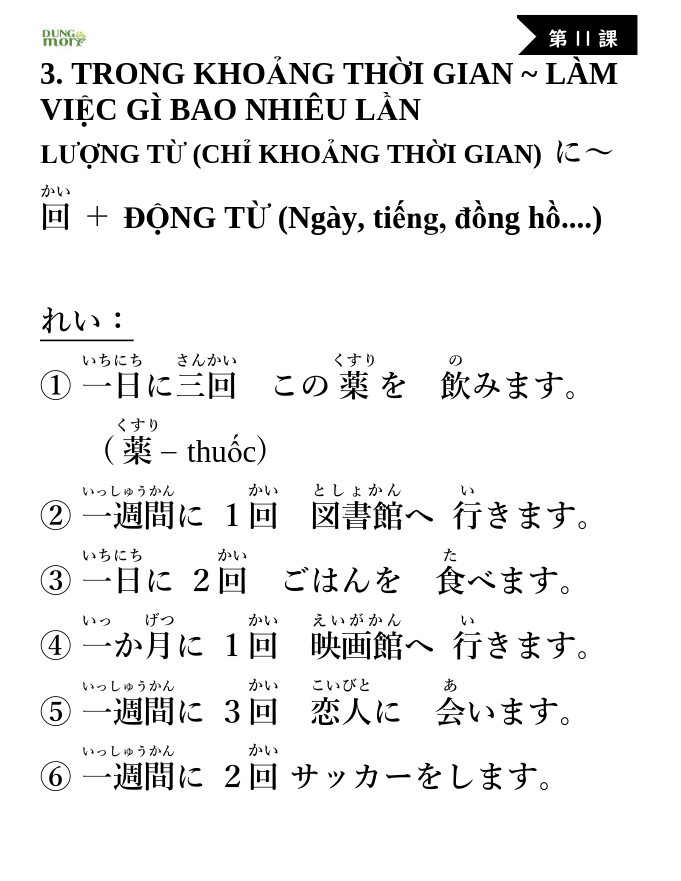 DUNG
mori
第11課
3. TRONG KHOẢNG THỜI GIAN ~ LÀM
VIỆC GÌ BAO NHIÊU LẦN
LƯỢNG TỪ (CHỈ KHOẢNG THỜI GIAN) に～
かい
回 ＋ ĐỘNG TỪ (Ngày, tiếng, đồng hồ....)
れい：
いちにち さんかい くすり の
① 一日に三回 この薬を 飲みます。
くすり
（薬 – thuốc）
いっしゅうかん かい としょかん い
② 一週間に 1回 図書館へ 行きます。
いちにち かい た
③ 一日に 2回 ごはんを 食べます。
いっ げつ かい えいがかん い
④ 一か月に 1回 映画館へ 行きます。
いっしゅうかん かい こいびと あ
⑤ 一週間に 3回 恋人に 会います。
いっしゅうかん かい
⑥ 一週間に 2回 サッカーをします。